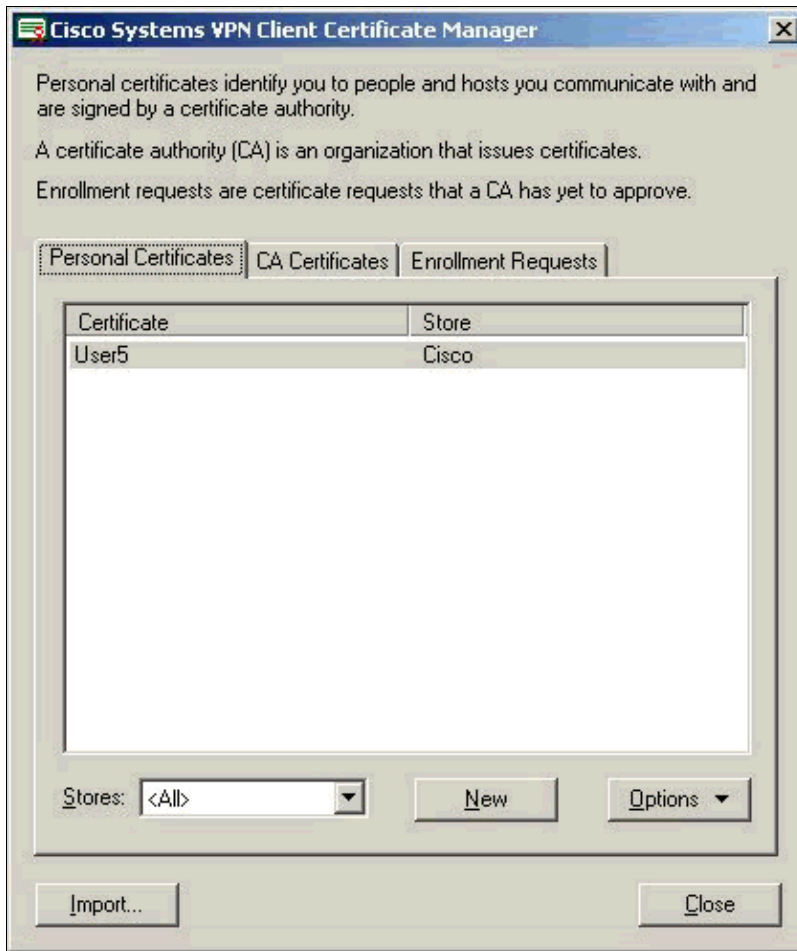 Cisco Systems VPN Client Certificate Manager
Personal certificates identify you to people and hosts you communicate with and
are signed by a certificate authority.
A certificate authority (CA) is an organization that issues certificates.
Enrollment requests are certificate requests that a CA has yet to approve.
Personal Certificates CA Certificates Enrollment Requests
Certificate Store
User5 Cisco
Stores: <All> New Options
Import... Close